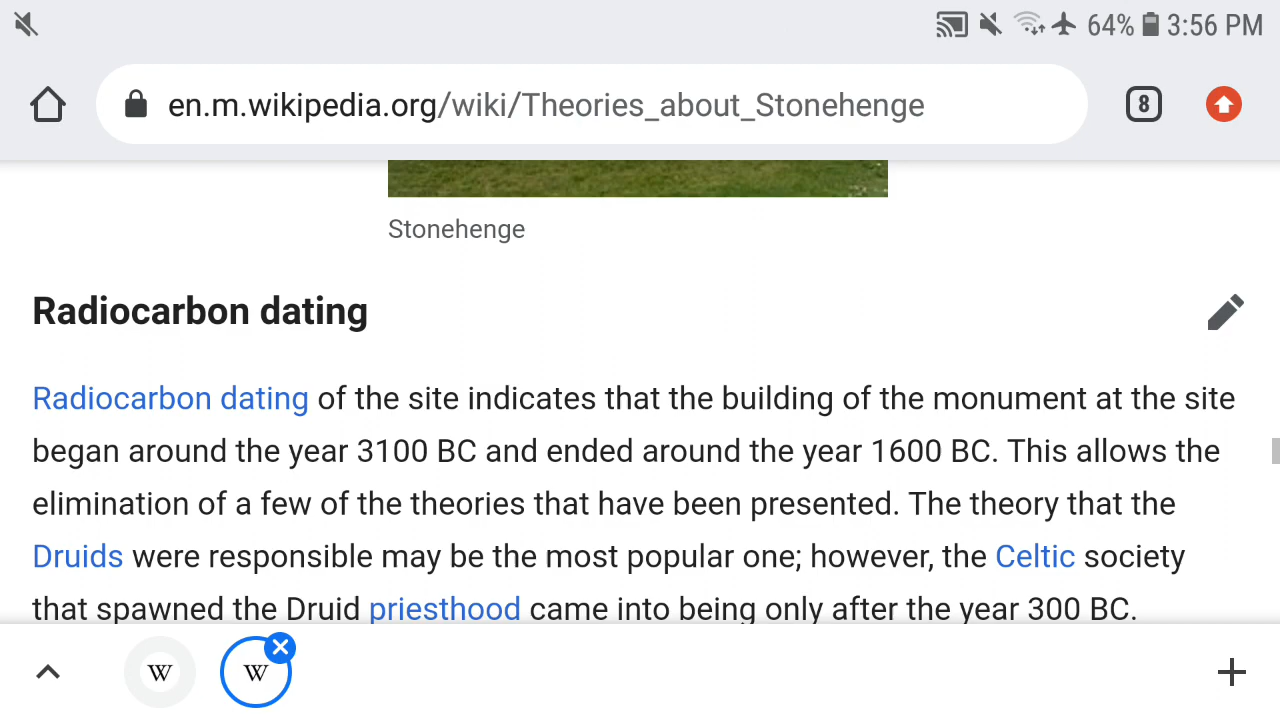 64% 3:56 PM
en.m.wikipedia.org/wiki/Theories_about_Stonehenge 8
Stonehenge
Radiocarbon dating
Radiocarbon dating of the site indicates that the building of the monument at the site
began around the year 3100 BC and ended around the year 1600 BC. This allows the
elimination of a few of the theories that have been presented. The theory that the
Druids were responsible may be the most popular one; however, the Celtic society
that spawned the Druid priesthood came into being only after the year 300 BC.
W W